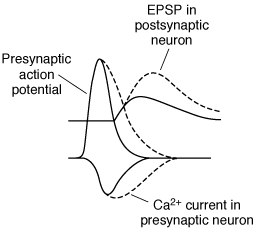 EPSP in
postsynaptic
neuron
Presynaptic
action
potential
Ca²⁺ current in
presynaptic neuron